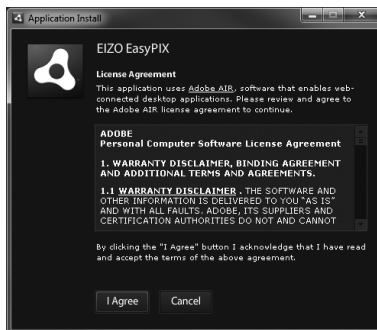 Application Install
EIZO EasyPIX
License Agreement
This application uses Adobe AIR, software that enables web-
connected desktop applications. Please review and agree to
the Adobe AIR license agreement to continue.
ADOBE
Personal Computer Software License Agreement
1. WARRANTY DISCLAIMER, BINDING AGREEMENT
AND ADDITIONAL TERMS AND AGREEMENTS.
1.1 WARRANTY DISCLAIMER . THE SOFTWARE AND
OTHER INFORMATION IS DELIVERED TO YOU "AS IS"
AND WITH ALL FAULTS. ADOBE, ITS SUPPLIERS AND
CERTIFICATION AUTHORITIES DO NOT AND CANNOT
By clicking the "I Agree" button I acknowledge that I have read
and accept the terms of the above agreement.
I Agree Cancel